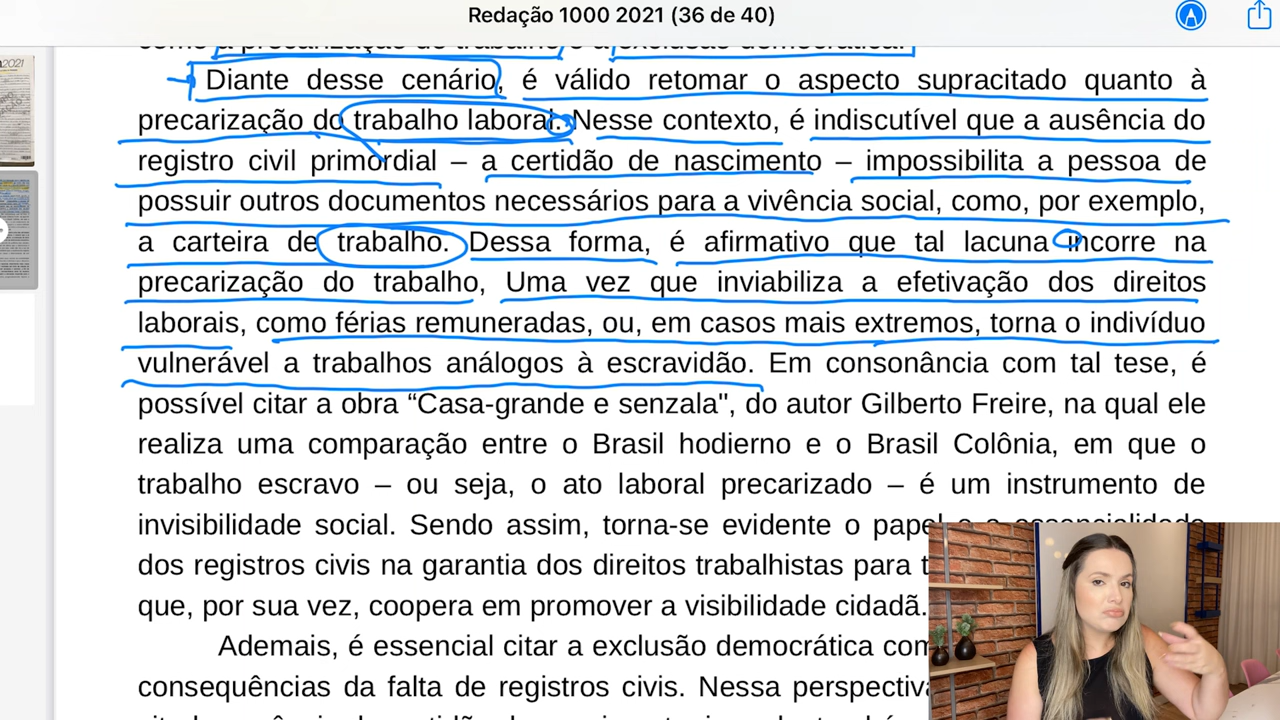 Redação 1000 2021 (36 de 40)
2021
como a precarização do trabalho e a exclusão democrática.
Diante desse cenário, é válido retomar o aspecto supracitado quanto à
precarização do trabalho laboral. Nesse contexto, é indiscutível que a ausência do
registro civil primordial – a certidão de nascimento – impossibilita a pessoa de
possuir outros documentos necessários para a vivência social, como, por exemplo,
a carteira de trabalho. Dessa forma, é afirmativo que tal lacuna incorre na
precarização do trabalho, Uma vez que inviabiliza a efetivação dos direitos
laborais, como férias remuneradas, ou, em casos mais extremos, torna o indivíduo
vulnerável a trabalhos análogos à escravidão. Em consonância com tal tese, é
possível citar a obra “Casa-grande e senzala", do autor Gilberto Freire, na qual ele
realiza uma comparação entre o Brasil hodierno e o Brasil Colônia, em que o
trabalho escravo – ou seja, o ato laboral precarizado – é um instrumento de
invisibilidade social. Sendo assim, torna-se evidente o papel e a essencialidade
dos registros civis na garantia dos direitos trabalhistas para
que, por sua vez, coopera em promover a visibilidade cidadã.
Ademais, é essencial citar a exclusão democrática
consequências da falta de registros civis. Nessa